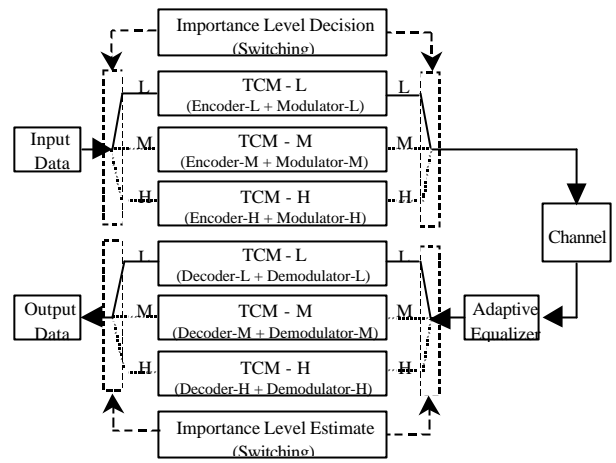 Importance Level Decision
(Switching)
L
TCM - L
(Encoder-L + Modulator-L)
L
Input
Data
M
TCM - M
(Encoder-M + Modulator-M)
M
H
TCM - H
(Encoder-H + Modulator-H)
H
Channel
L
TCM - L
(Decoder-L + Demodulator-L)
L
Output
Data
M
TCM - M
(Decoder-M + Demodulator-M)
M
Adaptive
Equalizer
H
TCM - H
(Decoder-H + Demodulator-H)
H
Importance Level Estimate
(Switching)